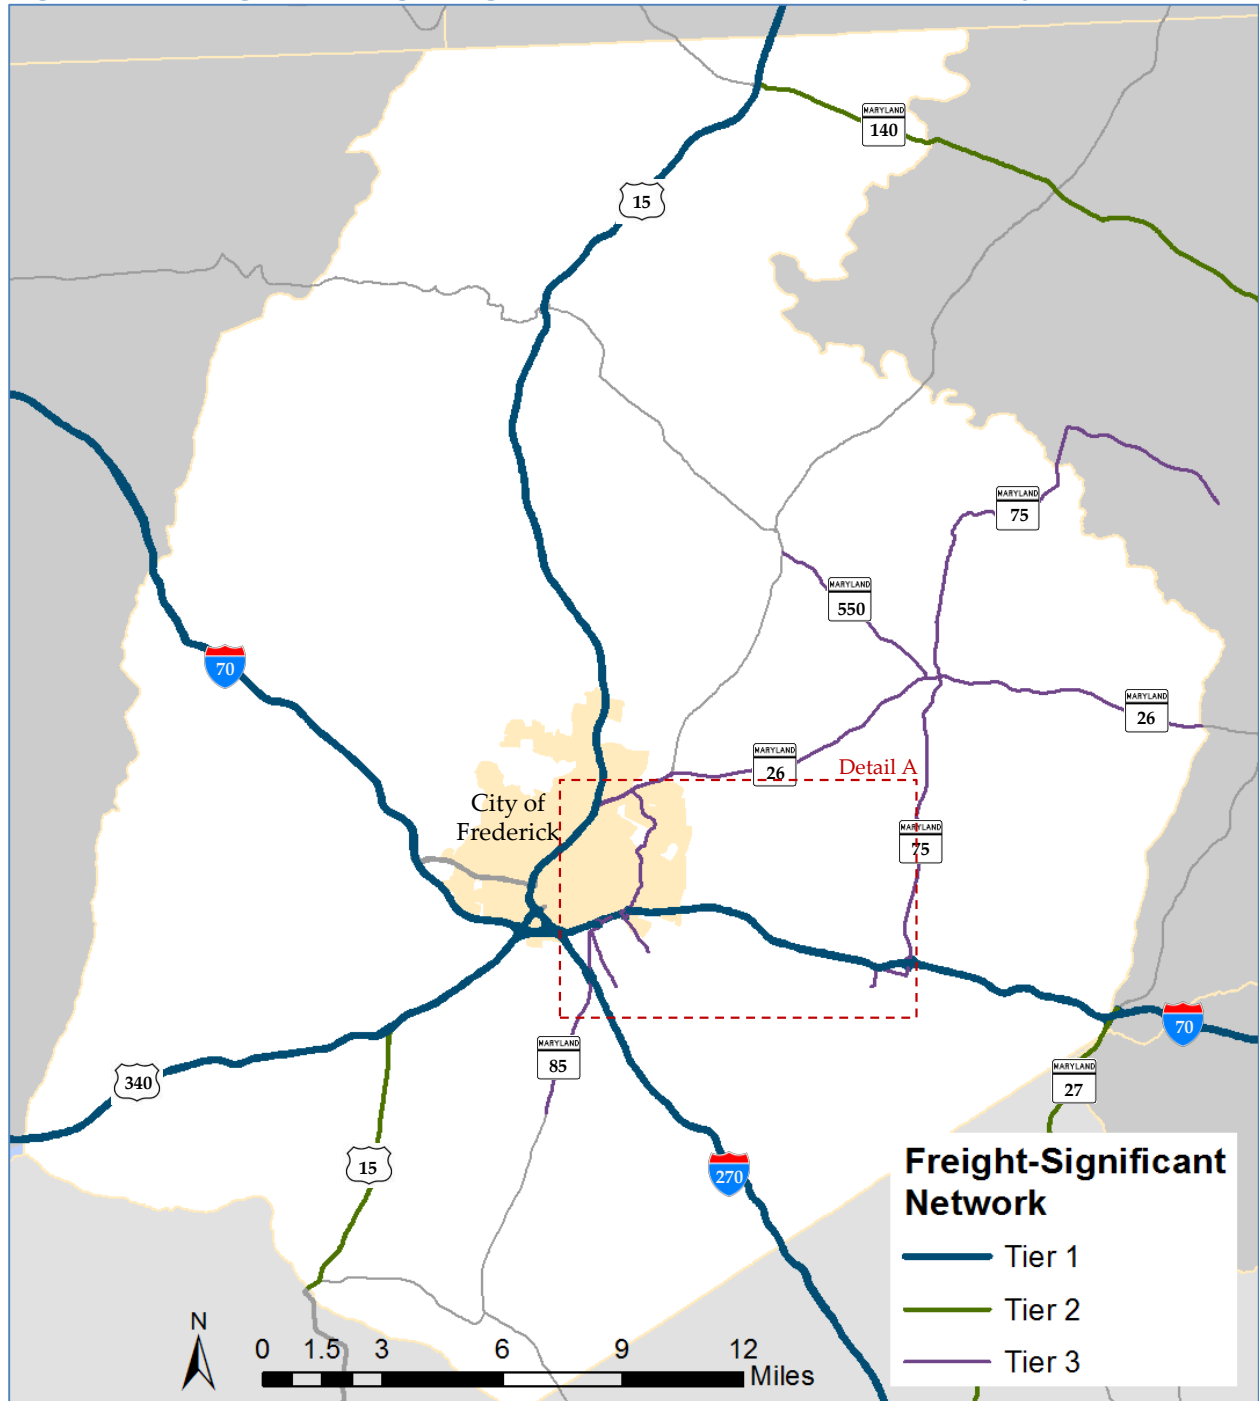 MARYLAND
140
15
MARYLAND
75
MARYLAND
550
70
MARYLAND
26
MARYLAND
26
Detail A
City of
Frederick
MARYLAND
75
70
MARYLAND
85
340
MARYLAND
27
15
270
Freight-Significant
Network
Tier 1
Tier 2
Tier 3
N
0 1.5 3 6 9 12
Miles